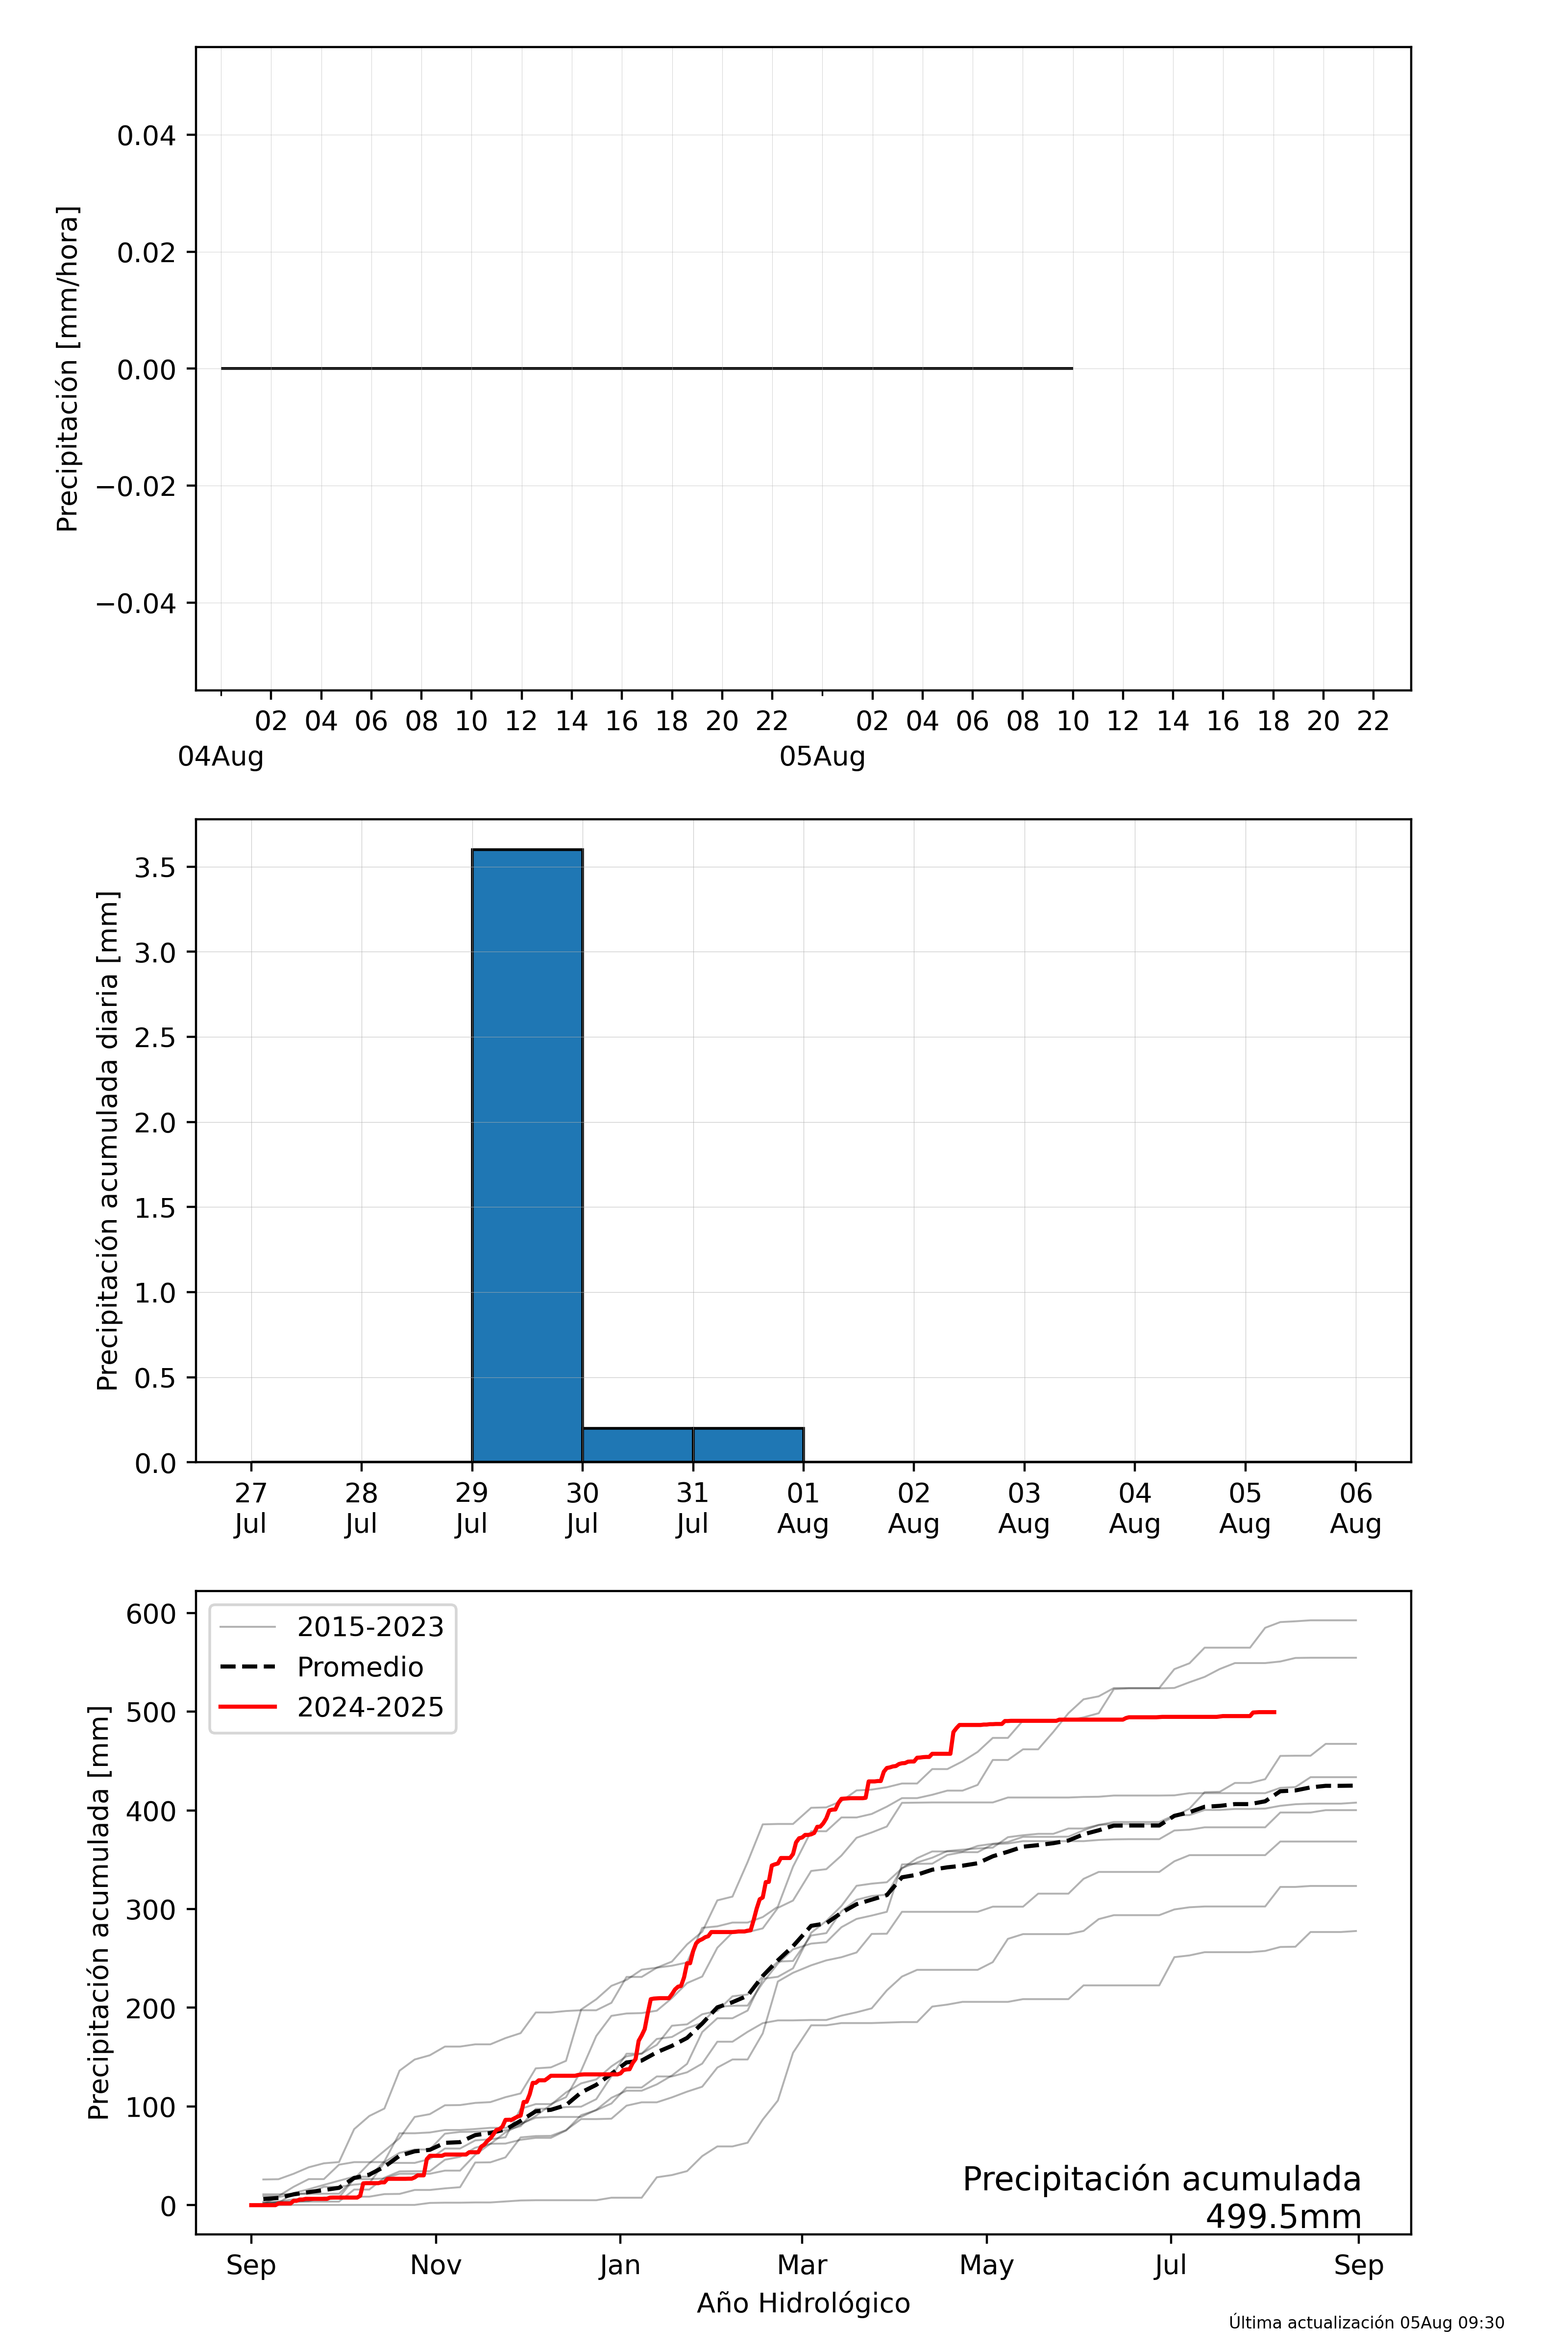 Precipitación [mm/hora]
0.04
0.02
0.00
−0.02
−0.04
02 04 06 08 10 12 14 16 18 20 22 02 04 06 08 10 12 14 16 18 20 22
04Aug 05Aug
Precipitación acumulada diaria [mm]
3.5
3.0
2.5
2.0
1.5
1.0
0.5
0.0
27 28 29 30 31 01 02 03 04 05 06
Jul Jul Jul Jul Jul Aug Aug Aug Aug Aug Aug
Precipitación acumulada [mm]
600
500
400
300
200
100
0
2015-2023
Promedio
2024-2025
Precipitación acumulada
499.5mm
Sep Nov Jan Mar May Jul Sep
Año Hidrológico
Última actualización 05Aug 09:30